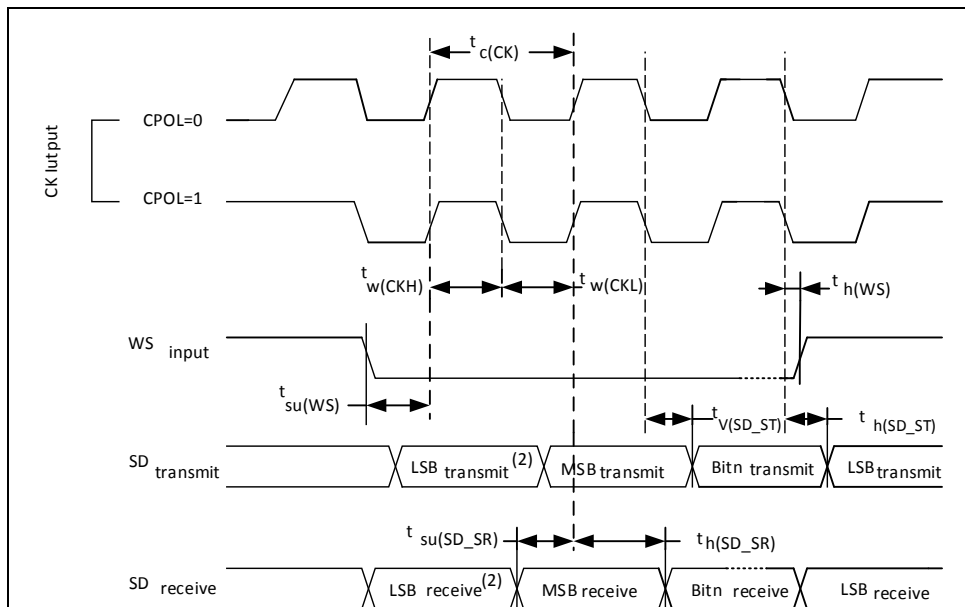 t c(CK)
CK Iutput
CPOL=0
CPOL=1
t w(CKH)
t w(CKL)
t h(WS)
WS input
t su(WS)
t V(SD_ST)
t h(SD_ST)
SD transmit
LSB transmit (2)
MSB transmit
Bitn transmit
LSB transmit
t su(SD_SR)
t h(SD_SR)
SD receive
LSB receive (2)
MSB receive
Bitn receive
LSB receive